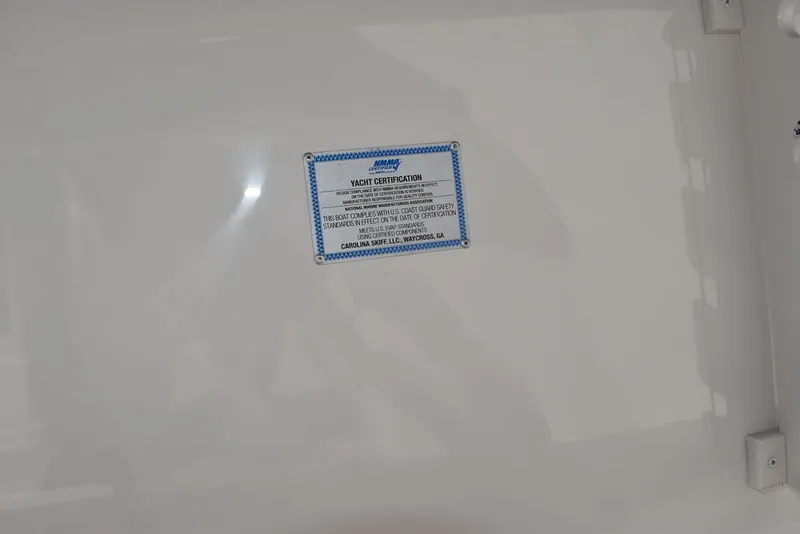 NMMA
CERTIFIED
YACHT CERTIFICATION
DESIGN COMPLIANCE WITH NMMA REQUIREMENTS IN EFFECT
ON THE DATE OF CERTIFICATION IS VERIFIED.
MANUFACTURER RESPONSIBLE FOR QUALITY CONTROL.
NATIONAL MARINE MANUFACTURERS ASSOCIATION
THIS BOAT COMPLIES WITH U.S. COAST GUARD SAFETY
STANDARDS IN EFFECT ON THE DATE OF CERTIFICATION
MEETS U.S. EVAP. STANDARDS
USING CERTIFIED COMPONENTS
CAROLINA SKIFF, LLC., WAYCROSS, GA